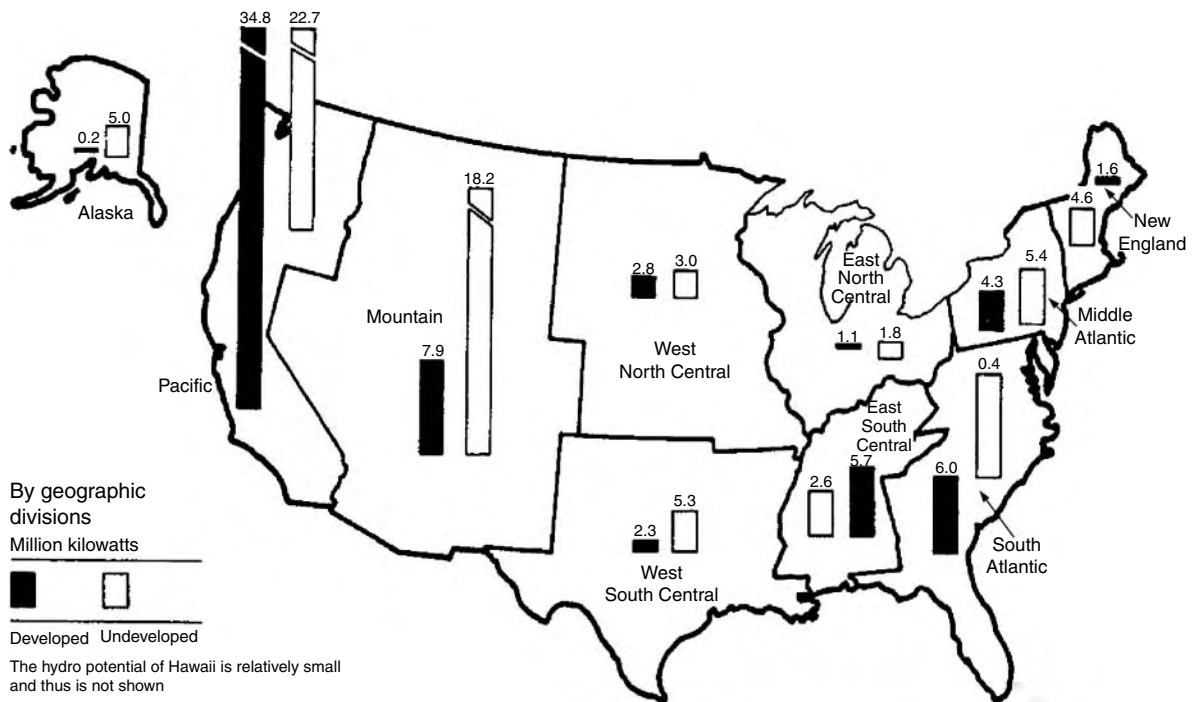 34.8
22.7
0.2
5.0
Alaska
18.2
7.9
Mountain
Pacific
2.8
3.0
West
North Central
East
North
Central
1.1
1.8
1.6
4.6
New
England
5.4
4.3
Middle
Atlantic
0.4
6.0
South
Atlantic
East
South
Central
2.6
5.7
2.3
5.3
West
South Central
By geographic
divisions
Million kilowatts
Developed
Undeveloped
The hydro potential of Hawaii is relatively small
and thus is not shown